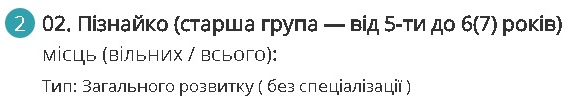 2 02. Пізнайко (старша група — від 5-ти до 6(7) років)
місць (вільних / всього):
Тип: Загального розвитку ( без спеціалізації )